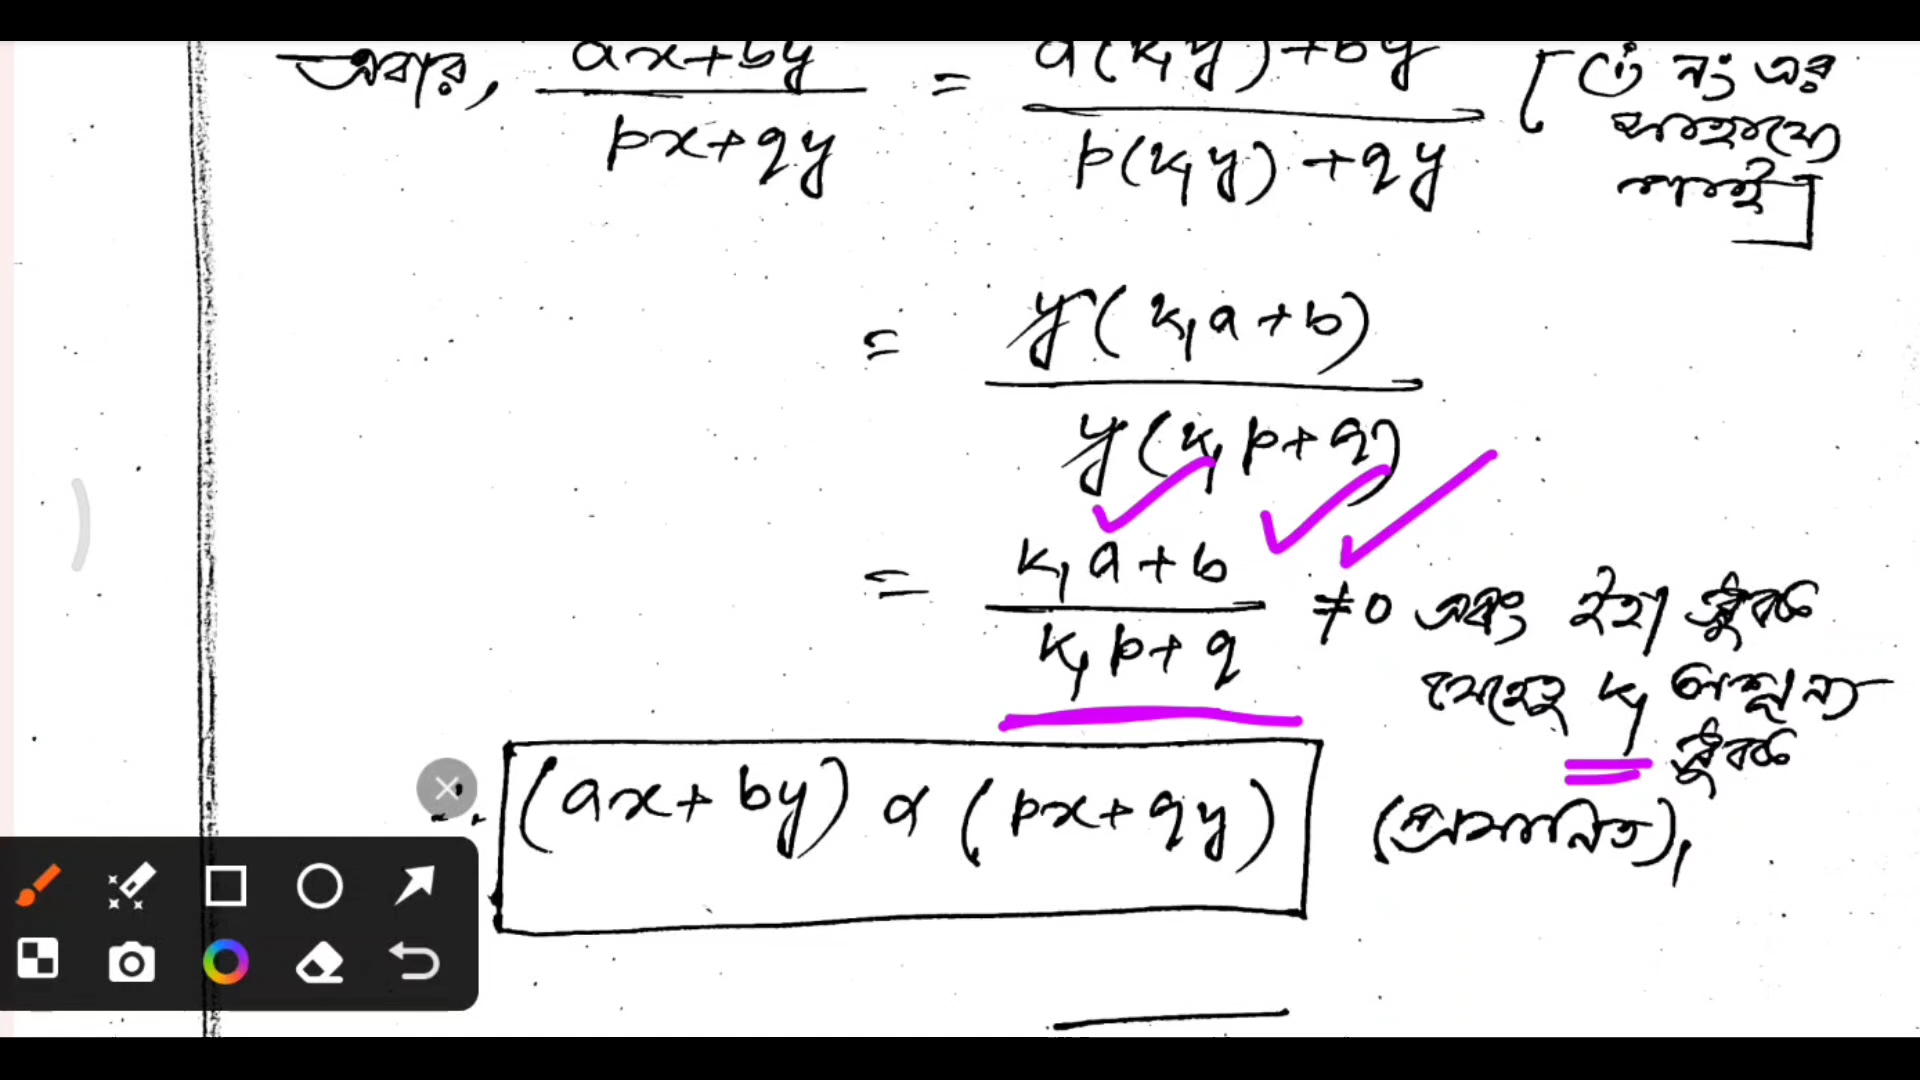 এবার, (ax+by)/(px+qy) = (a(k₁y)+by)/(p(k₁y)+qy) [ নং এর সাহায্যে পাই]
= y(k₁a+b)/y(k₁p+q)
= (k₁a+b)/(k₁p+q) ≠0 এবং ইহা ধ্রুবক
যেহেতু k₁ অশূন্য
ধ্রুবক
∴ (ax+by) α (px+qy) (প্রমানিত),